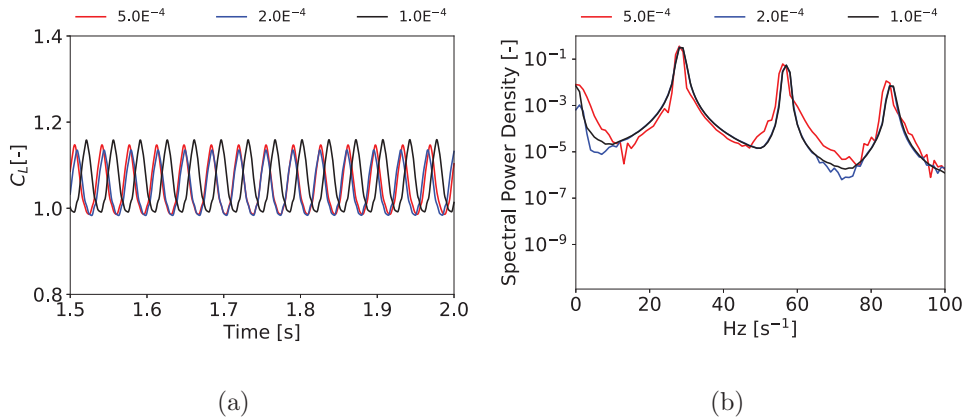 5.0E⁻⁴ 2.0E⁻⁴ 1.0E⁻⁴
1.4
1.2
1.0
0.8
C_L[-]
1.5 1.6 1.7 1.8 1.9 2.0
Time [s]
(a)
5.0E⁻⁴ 2.0E⁻⁴ 1.0E⁻⁴
10⁻¹
10⁻³
10⁻⁵
10⁻⁷
10⁻⁹
Spectral Power Density [-]
0 20 40 60 80 100
Hz [s⁻¹]
(b)